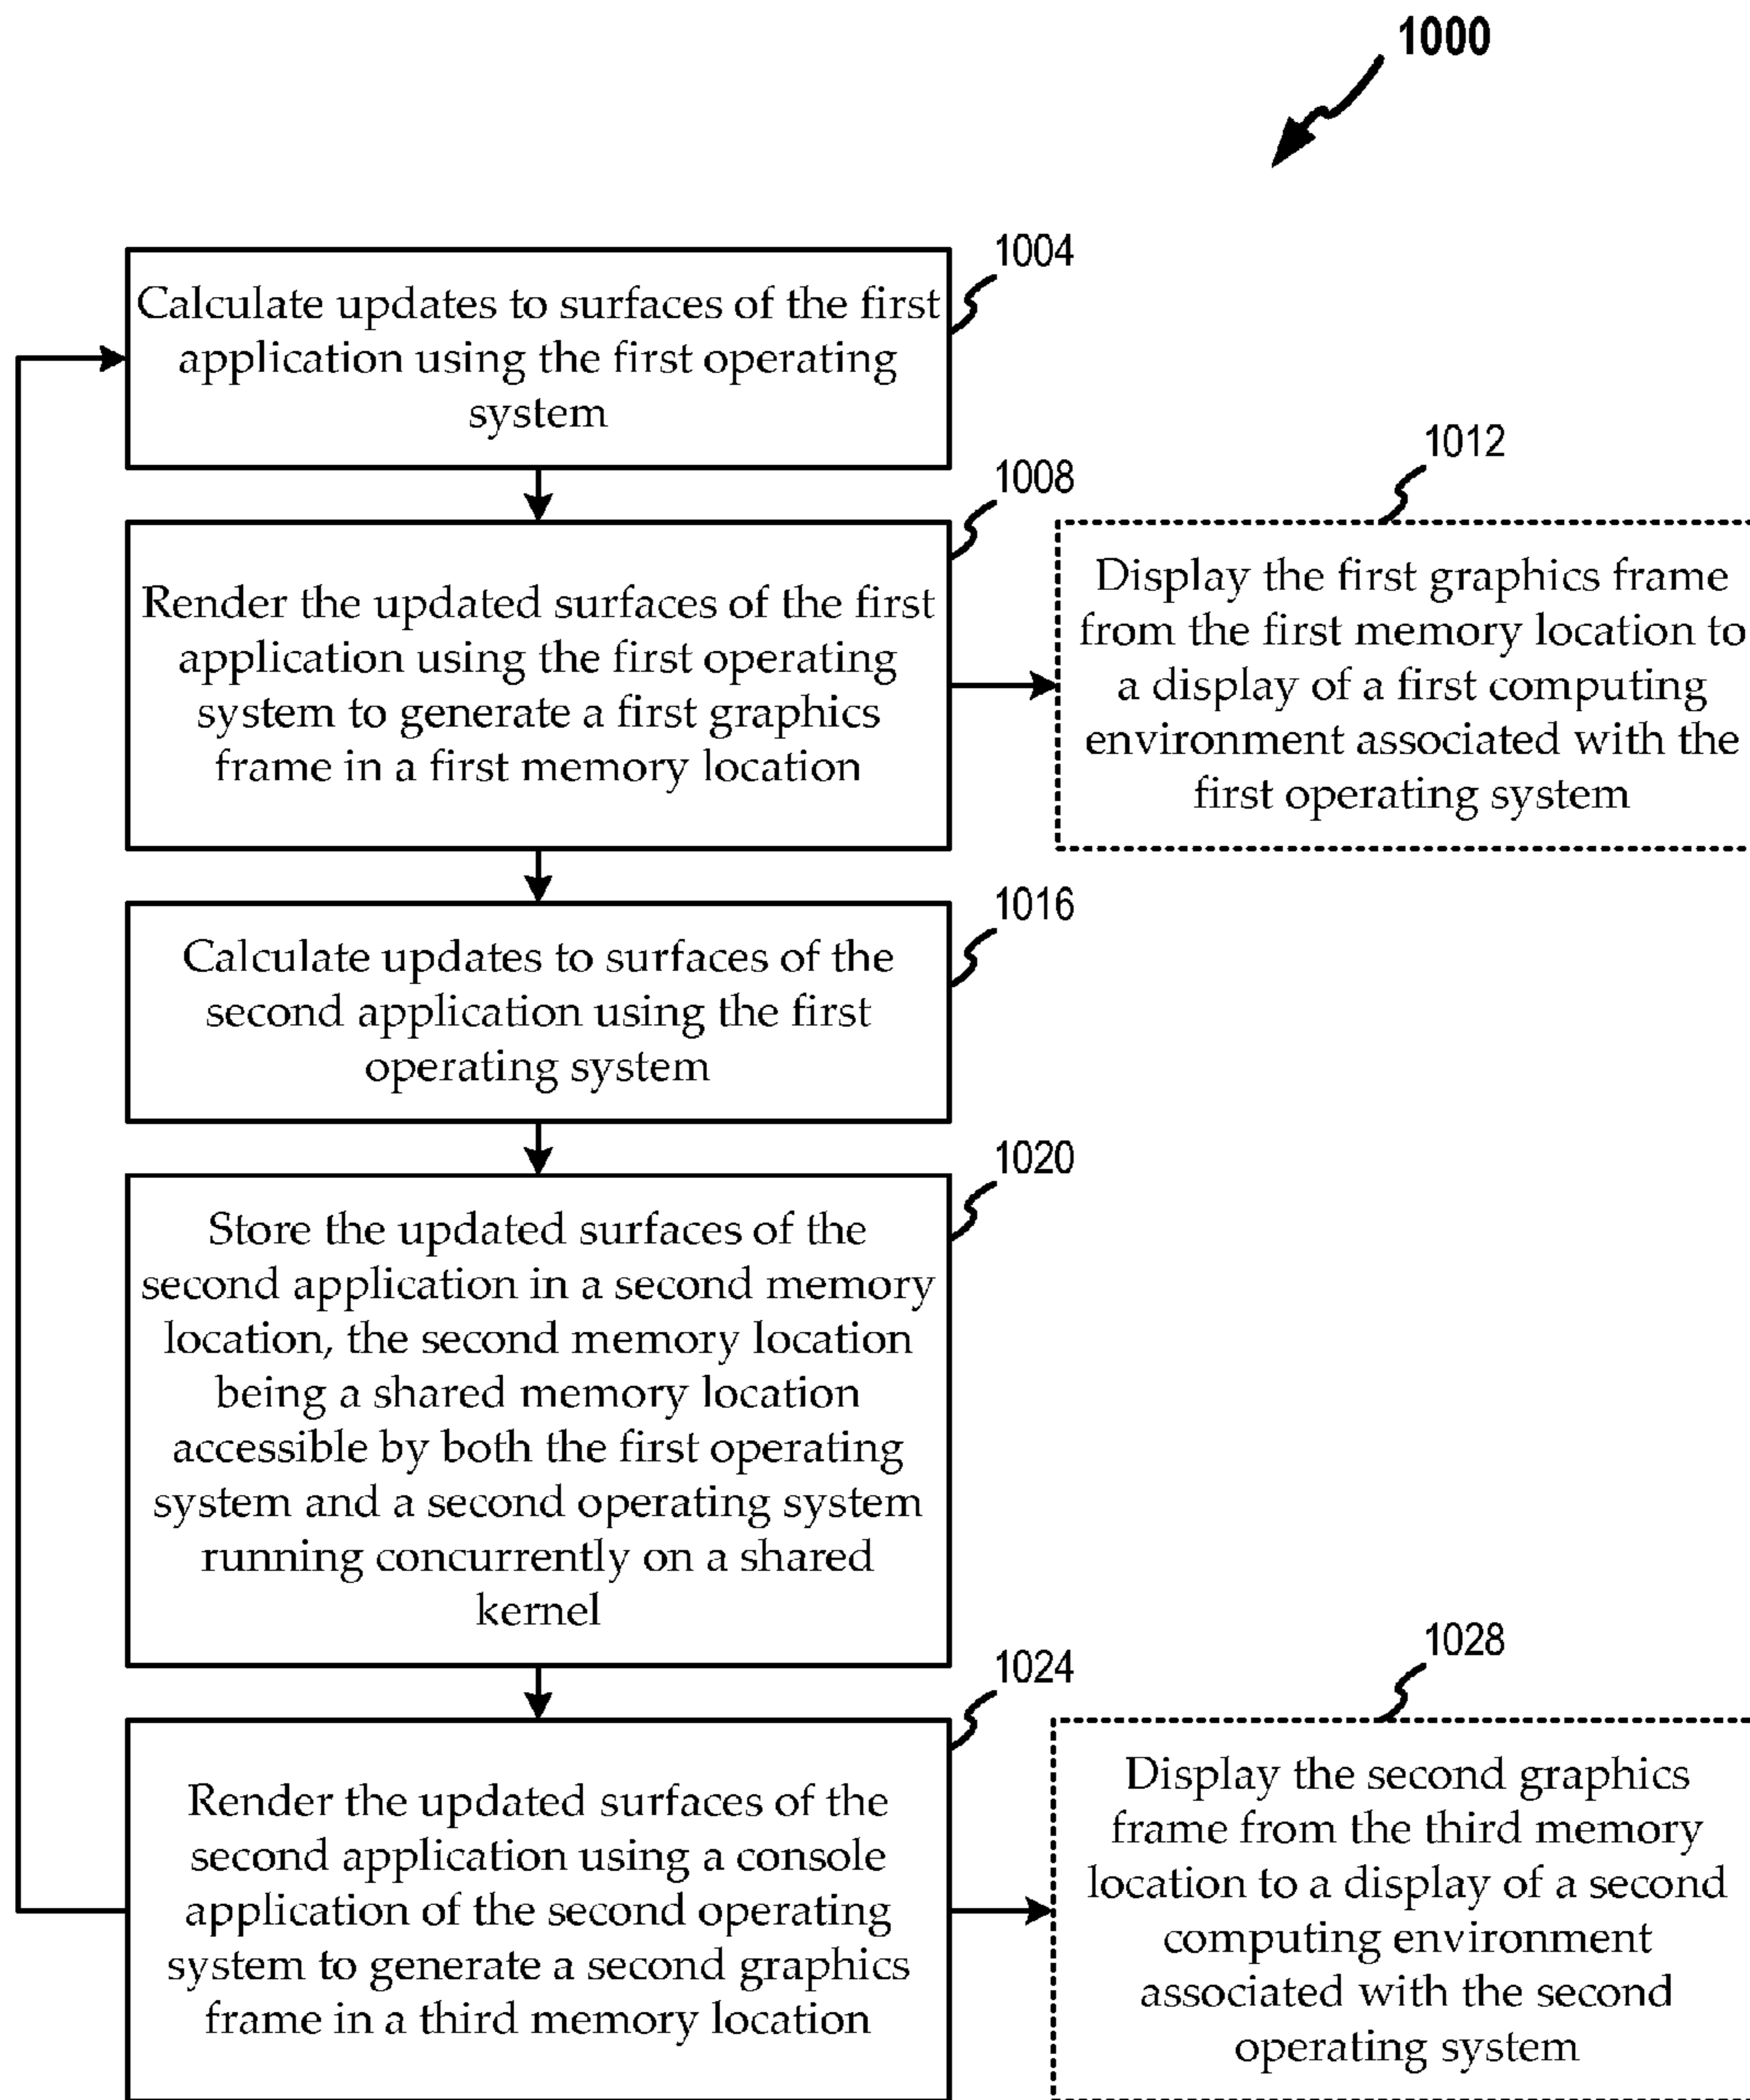 1000
1004
Calculate updates to surfaces of the first
application using the first operating
system
1008
Render the updated surfaces of the first
application using the first operating
system to generate a first graphics
frame in a first memory location
1012
Display the first graphics frame
from the first memory location to
a display of a first computing
environment associated with the
first operating system
1016
Calculate updates to surfaces of the
second application using the first
operating system
1020
Store the updated surfaces of the
second application in a second memory
location, the second memory location
being a shared memory location
accessible by both the first operating
system and a second operating system
running concurrently on a shared
kernel
1024
Render the updated surfaces of the
second application using a console
application of the second operating
system to generate a second graphics
frame in a third memory location
1028
Display the second graphics
frame from the third memory
location to a display of a second
computing environment
associated with the second
operating system